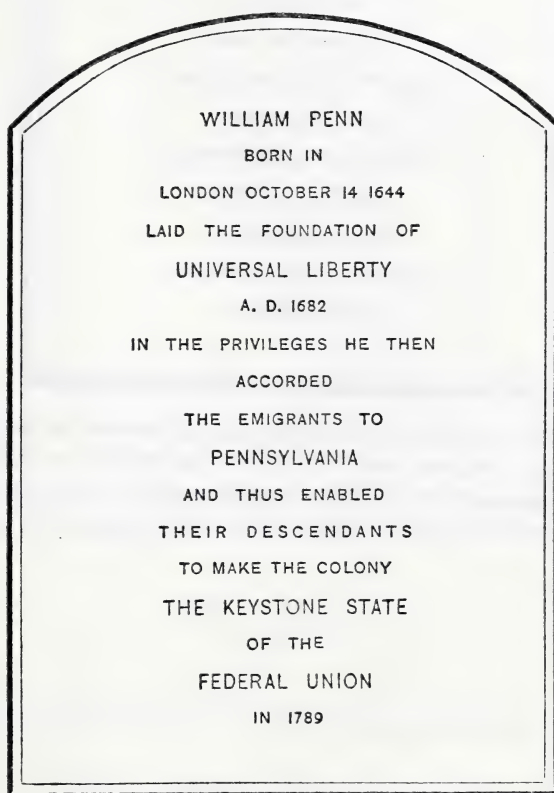 WILLIAM PENN
BORN IN
LONDON OCTOBER 14 1644
LAID THE FOUNDATION OF
UNIVERSAL LIBERTY
A. D. 1682
IN THE PRIVILEGES HE THEN
ACCORDED
THE EMIGRANTS TO
PENNSYLVANIA
AND THUS ENABLED
THEIR DESCENDANTS
TO MAKE THE COLONY
THE KEYSTONE STATE
OF THE
FEDERAL UNION
IN 1789